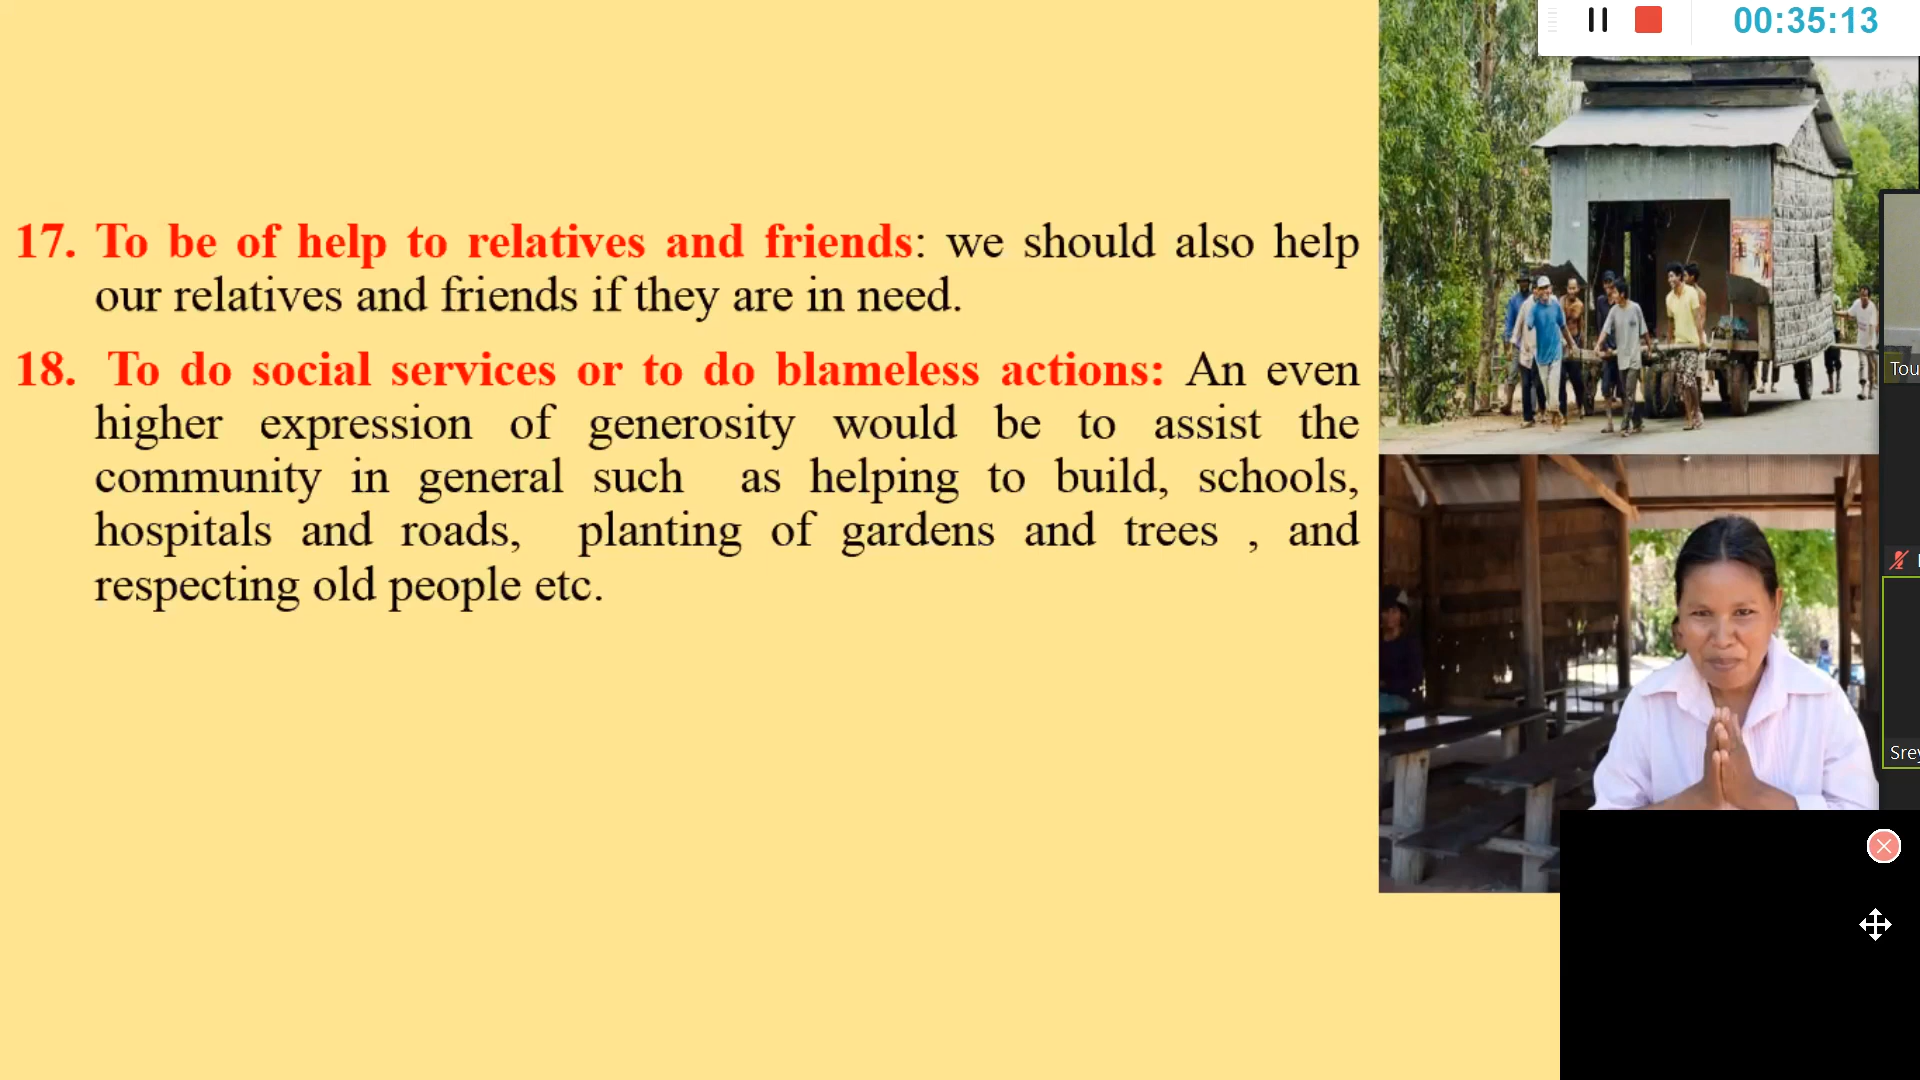 00:35:13
17. To be of help to relatives and friends: we should also help
our relatives and friends if they are in need.
18. To do social services or to do blameless actions: An even
higher expression of generosity would be to assist the
community in general such as helping to build, schools,
hospitals and roads, planting of gardens and trees , and
respecting old people etc.
Tou
Srey